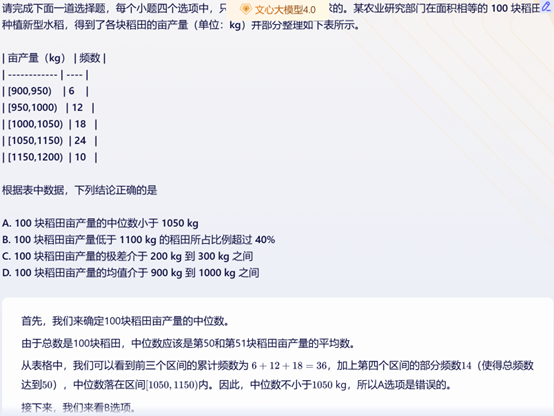 请完成下面一道选择题，每个小题四个选项中，只
文心大模型4.0
的。某农业研究部门在面积相等的 100 块稻田
种植新型水稻，得到了各块稻田的亩产量（单位：kg）并部分整理如下表所示。
| 亩产量（kg） | 频数 |
| ------------ | ---- |
| [900,950) | 6 |
| [950,1000) | 12 |
| [1000,1050) | 18 |
| [1050,1150) | 24 |
| [1150,1200) | 10 |
根据表中数据，下列结论正确的是
A. 100 块稻田亩产量的中位数小于 1050 kg
B. 100 块稻田亩产量低于 1100 kg 的稻田所占比例超过 40%
C. 100 块稻田亩产量的极差介于 200 kg 到 300 kg 之间
D. 100 块稻田亩产量的均值介于 900 kg 到 1000 kg 之间
首先，我们来确定100块稻田亩产量的中位数。
由于总数是100块稻田，中位数应该是第50和第51块稻田亩产量的平均数。
从表格中，我们可以看到前三个区间的累计频数为 6 + 12 + 18 = 36，加上第四个区间的部分频数14（使得总频数
达到50），中位数落在区间[1050,1150)内。因此，中位数不小于1050 kg，所以A选项是错误的。
接下来，我们来看B选项。